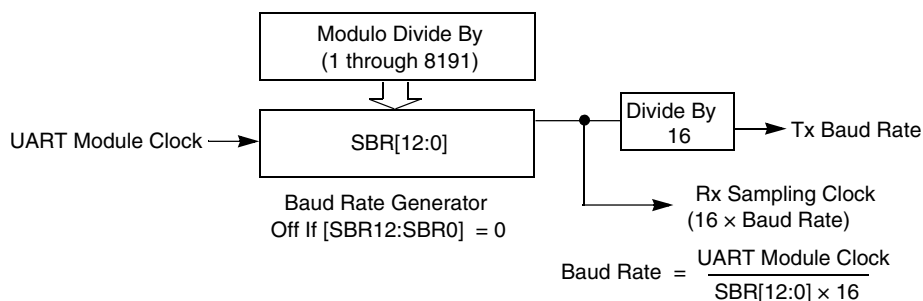 Modulo Divide By
(1 through 8191)
UART Module Clock
SBR[12:0]
Divide By
16
Tx Baud Rate
Baud Rate Generator
Off If [SBR12:SBR0] = 0
Rx Sampling Clock
(16 × Baud Rate)
Baud Rate = UART Module Clock
SBR[12:0] × 16